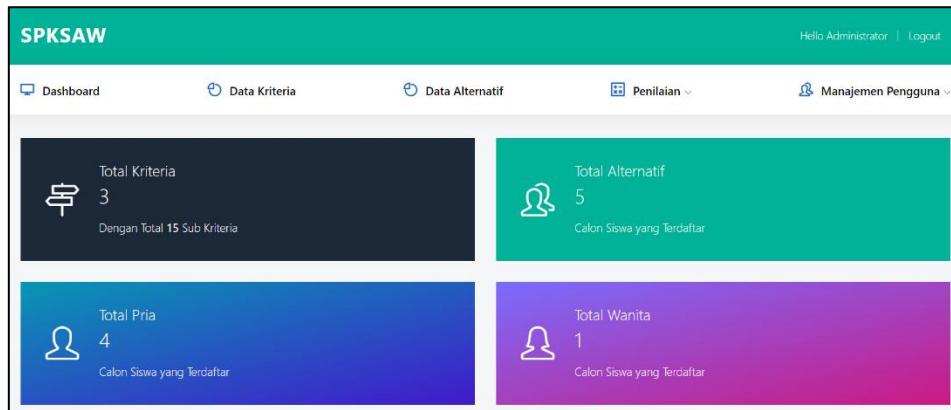 SPKSAW
Hello Administrator | Logout
Dashboard
Data Kriteria
Data Alternatif
Penilaian
Manajemen Pengguna
Total Kriteria
3
Dengan Total 15 Sub Kriteria
Total Alternatif
5
Calon Siswa yang Terdaftar
Total Pria
4
Calon Siswa yang Terdaftar
Total Wanita
1
Calon Siswa yang Terdaftar